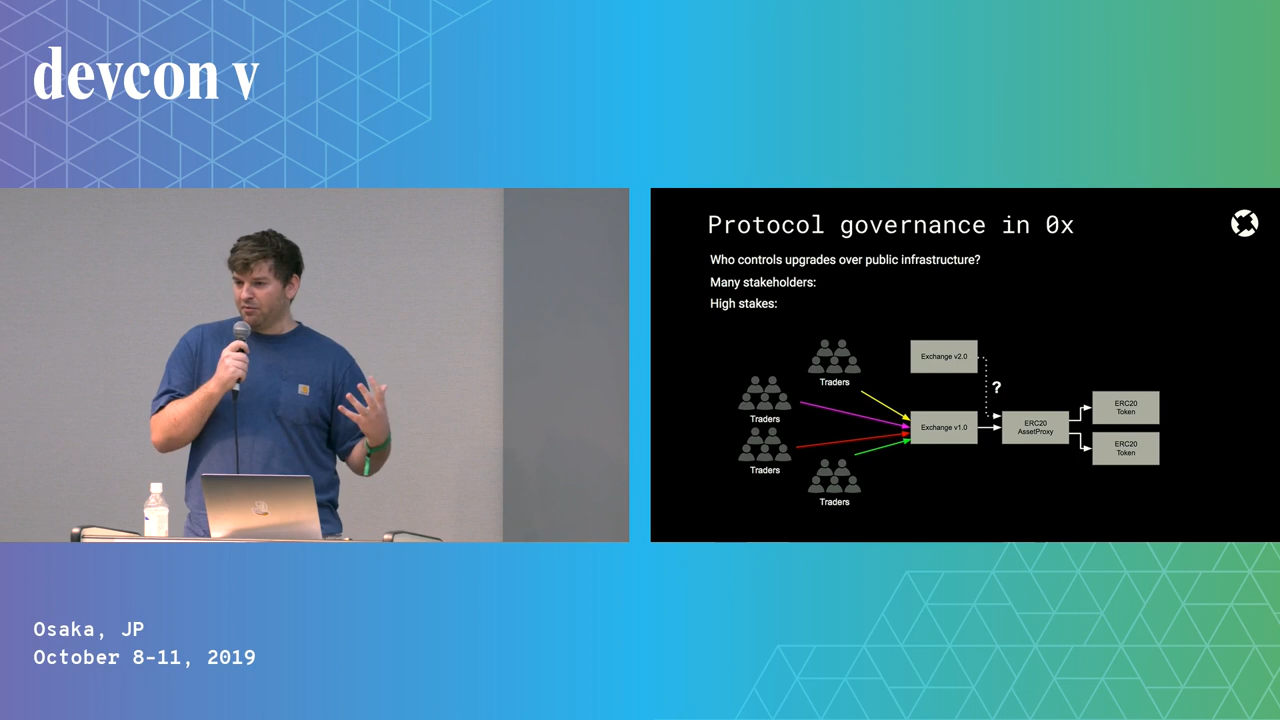 devcon v
Protocol governance in 0x
Who controls upgrades over public infrastructure?
Many stakeholders:
High stakes:
Exchange v2.0
Traders
?
Traders
ERC20
Token
Exchange v1.0
ERC20
AssetProxy
ERC20
Token
Traders
Traders
Osaka, JP
October 8-11, 2019